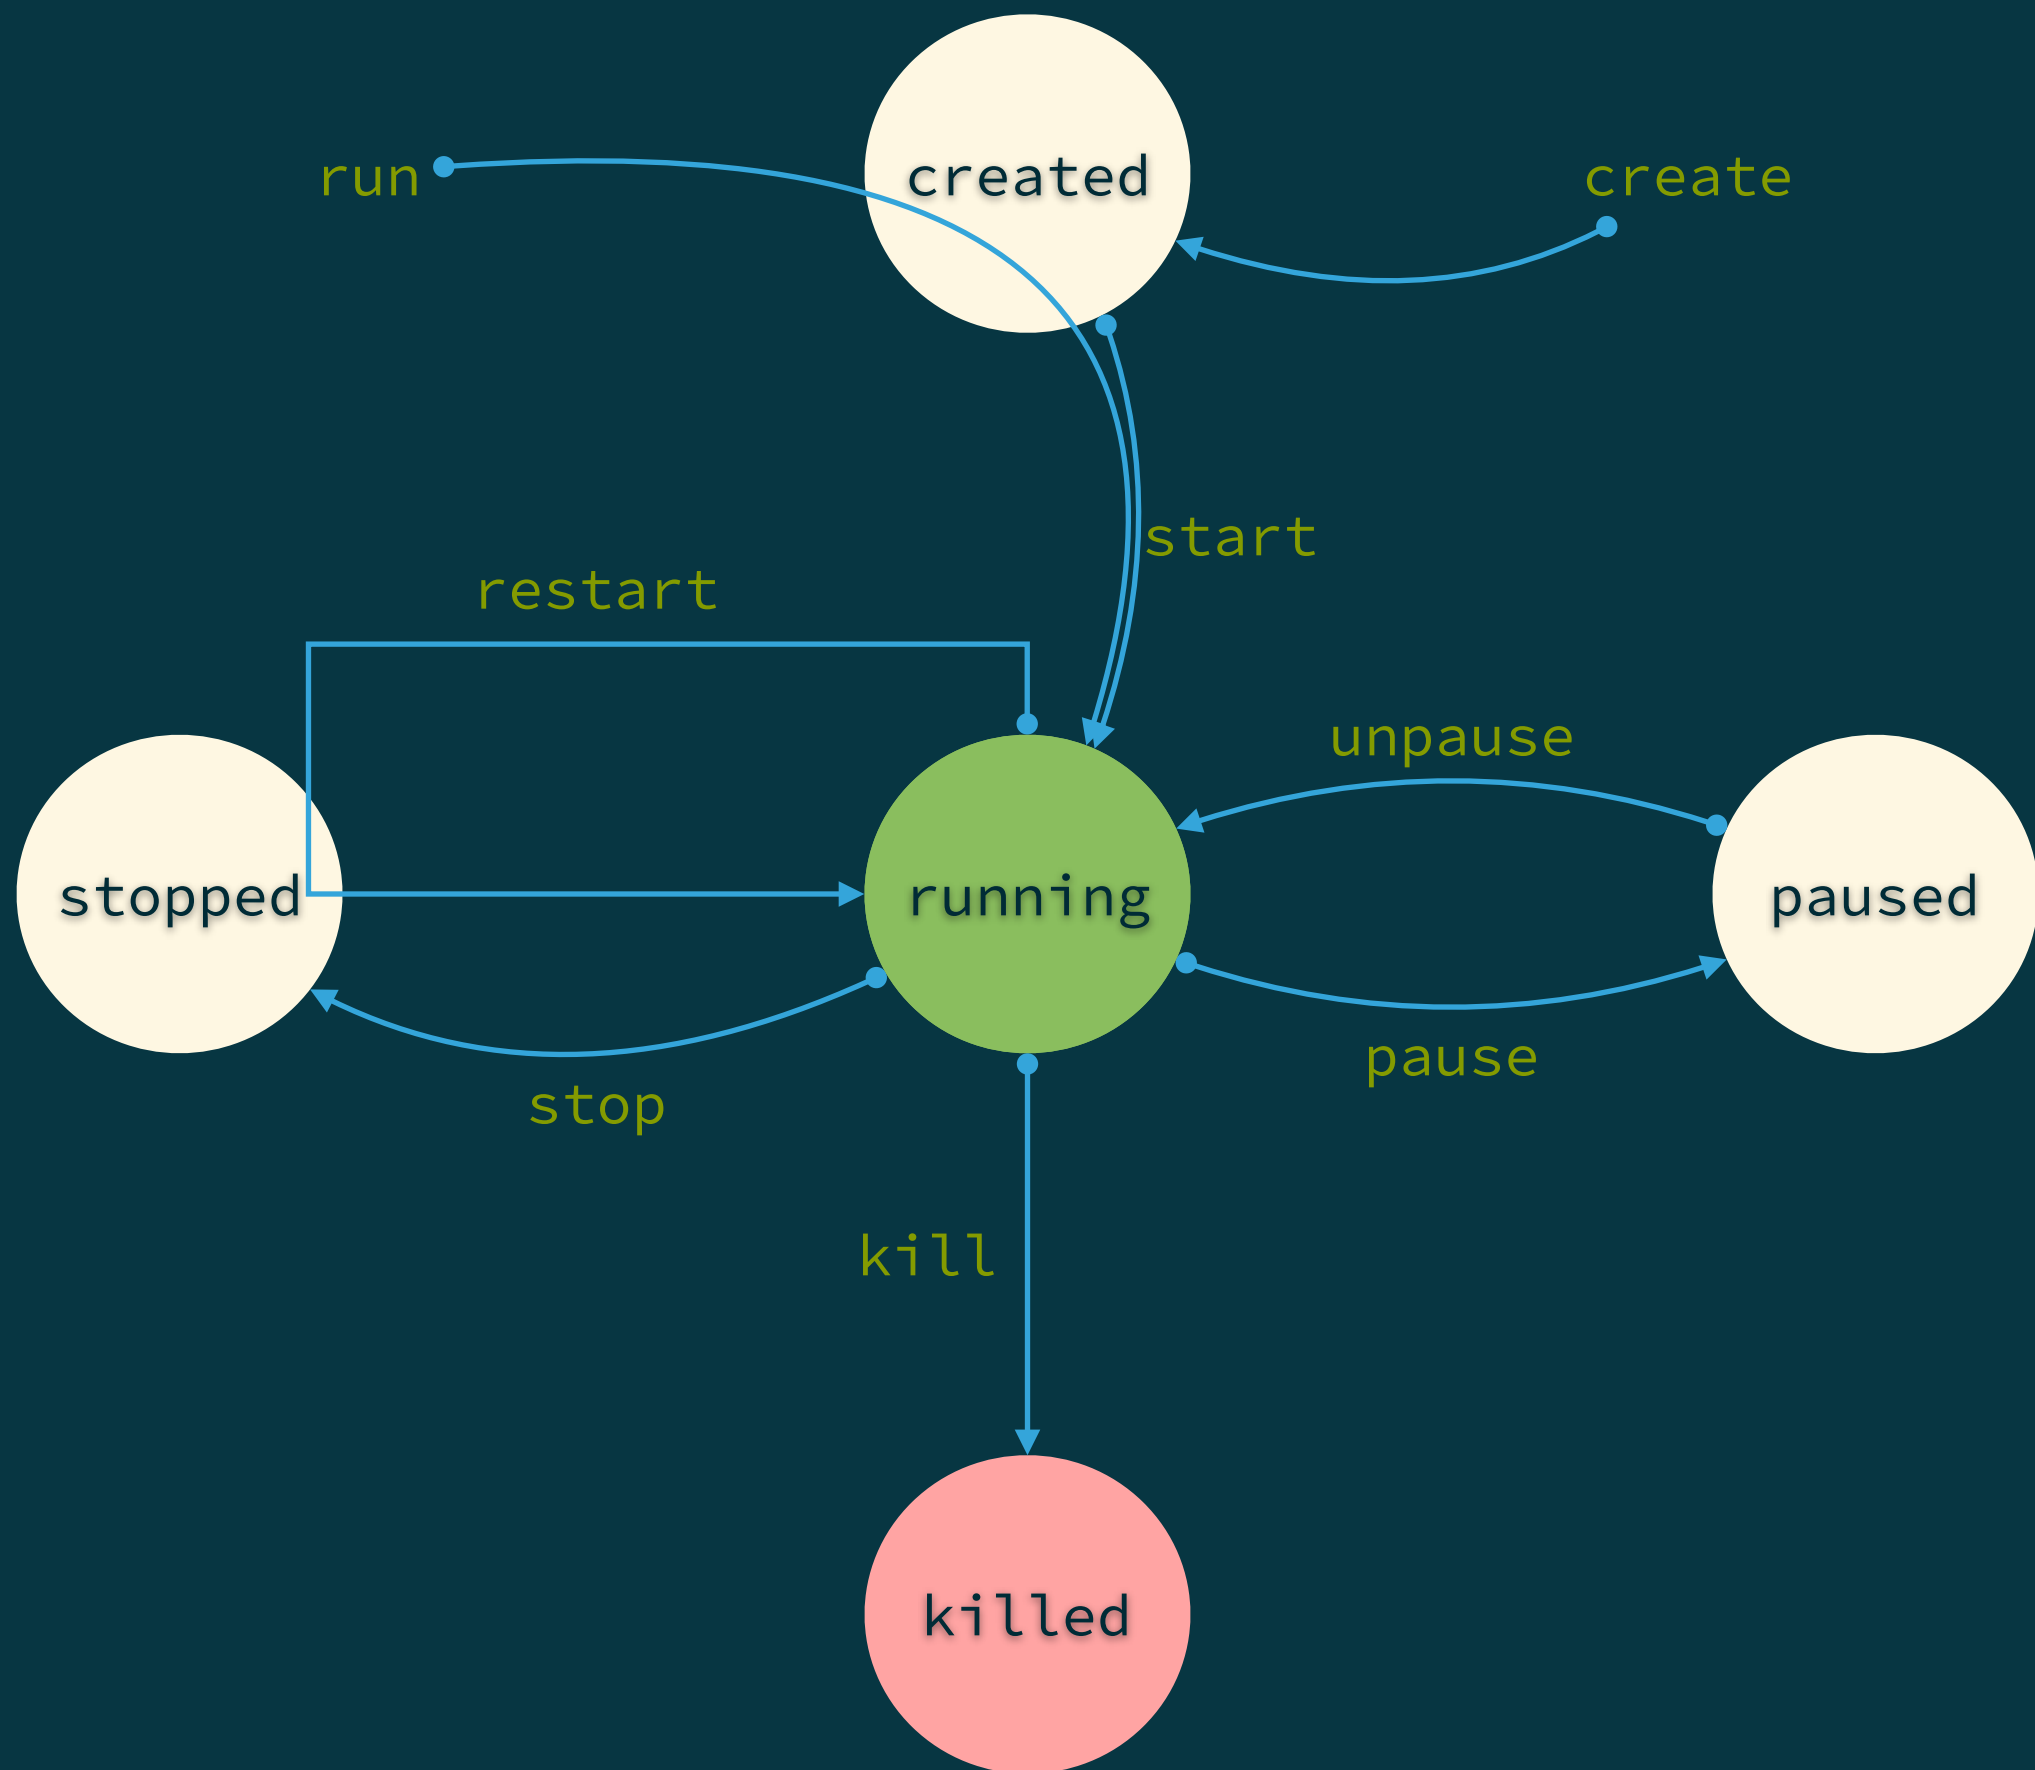 run
created
create
start
restart
unpause
stopped
running
paused
pause
stop
kill
killed